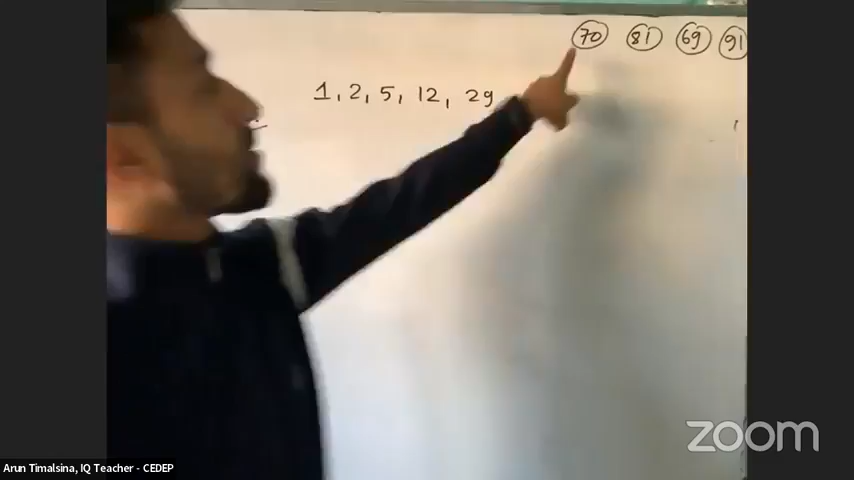 70 81 69 91
1, 2, 5, 12, 29
zoom
Arun Timalsina, IQ Teacher - CEDEP